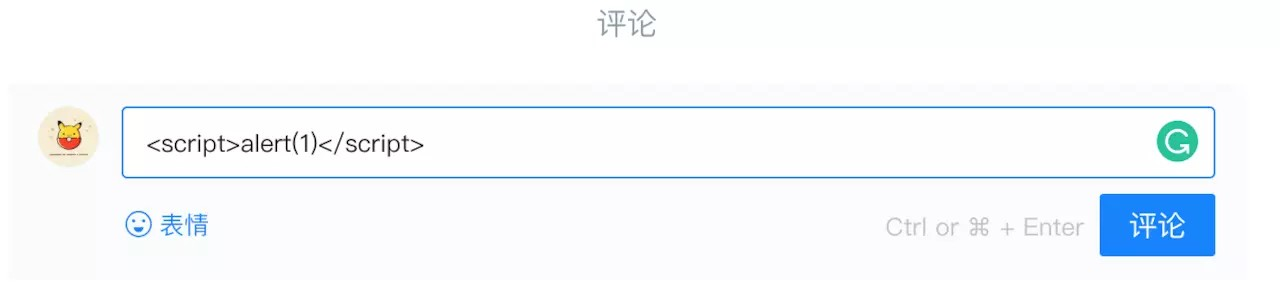 评论
<script>alert(1)</script>
表情
Ctrl or ⌘ + Enter
评论